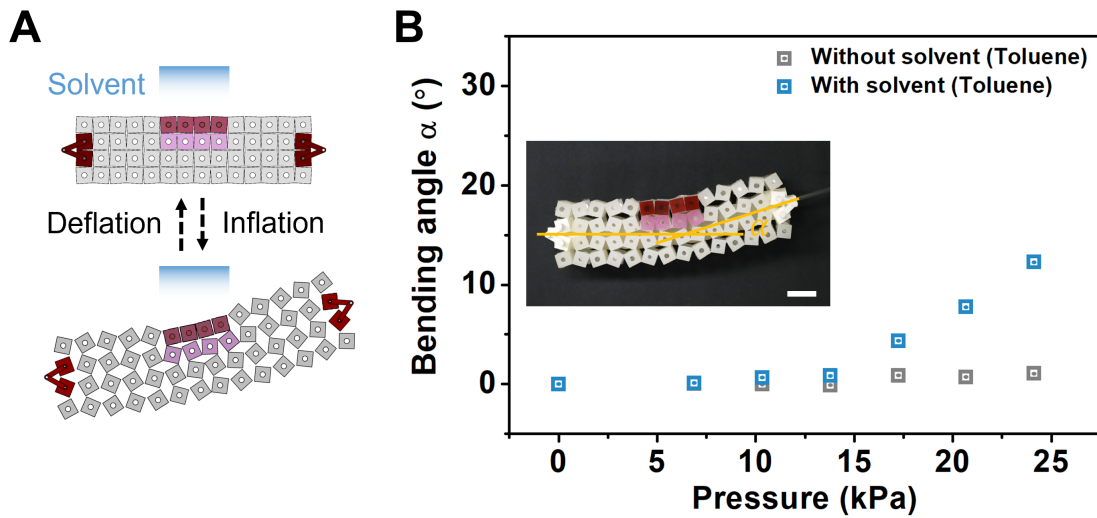 A
Solvent
Deflation
Inflation
B
Bending angle α (°)
30
20
10
0
Without solvent (Toluene)
With solvent (Toluene)
α
0
5
10
15
20
25
Pressure (kPa)